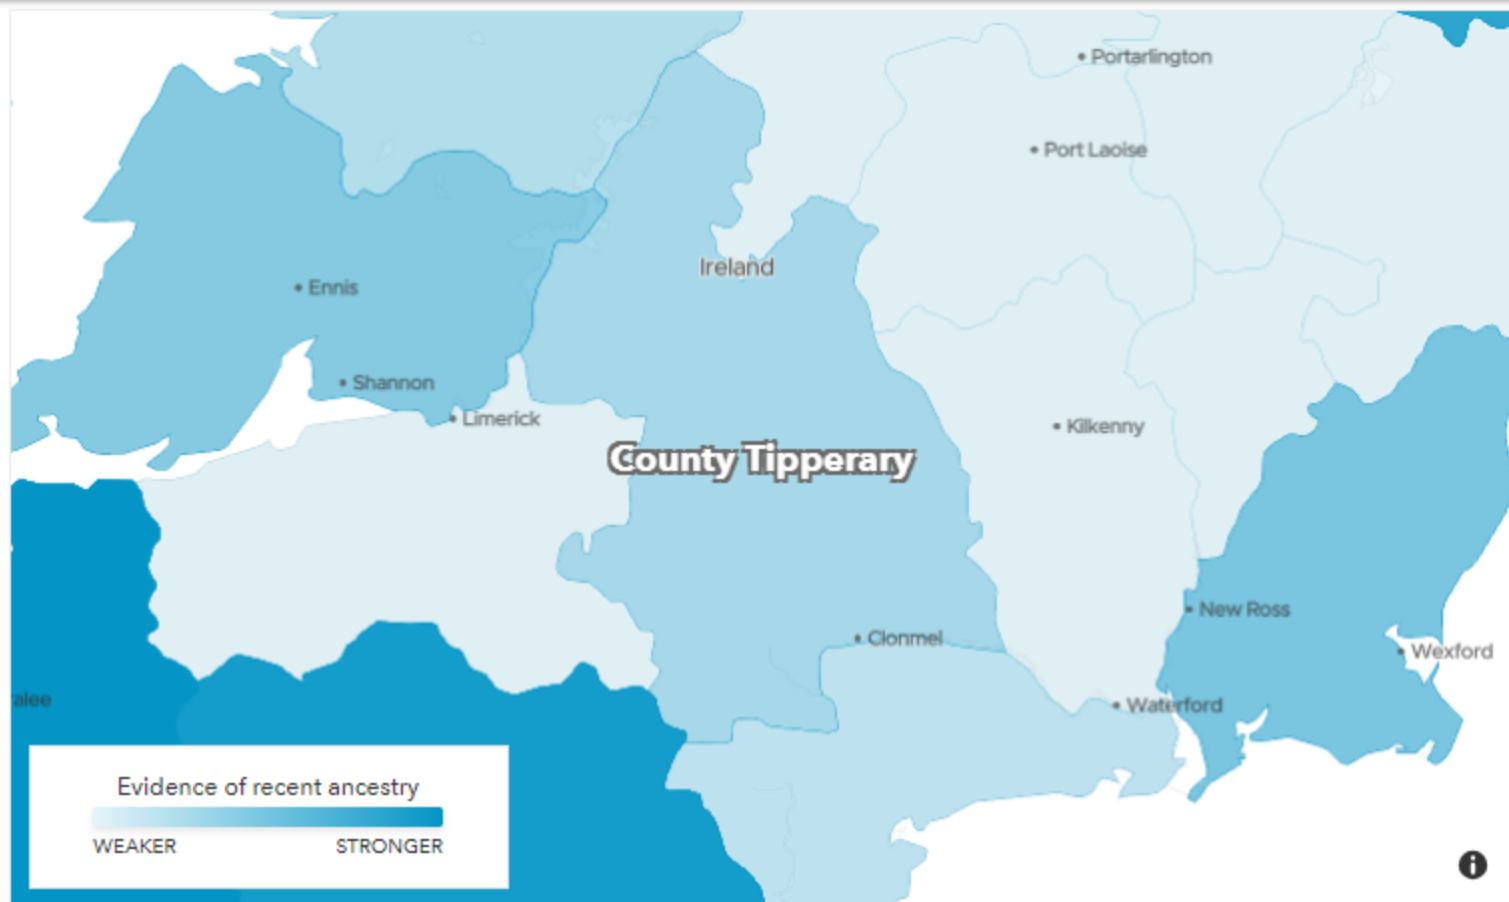 Portarlington
Port Laoise
Ireland
Ennis
Shannon
Limerick
Kilkenny
County Tipperary
New Ross
Clonmel
Wexford
alee
Waterford
Evidence of recent ancestry
WEAKER STRONGER
i